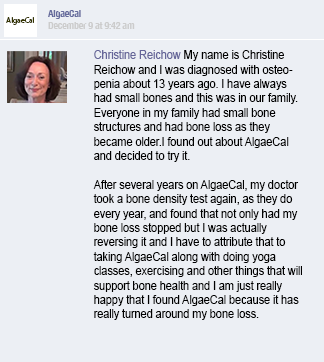 AlgaeCal
AlgaeCal
December 9 at 9:42 am
Christine Reichow My name is Christine
Reichow and I was diagnosed with osteo-
penia about 13 years ago. I have always
had small bones and this was in our family.
Everyone in my family had small bone
structures and had bone loss as they
became older.I found out about AlgaeCal
and decided to try it.
After several years on AlgaeCal, my doctor
took a bone density test again, as they do
every year, and found that not only had my
bone loss stopped but I was actually
reversing it and I have to attribute that to
taking AlgaeCal along with doing yoga
classes, exercising and other things that will
support bone health and I am just really
happy that I found AlgaeCal because it has
really turned around my bone loss.